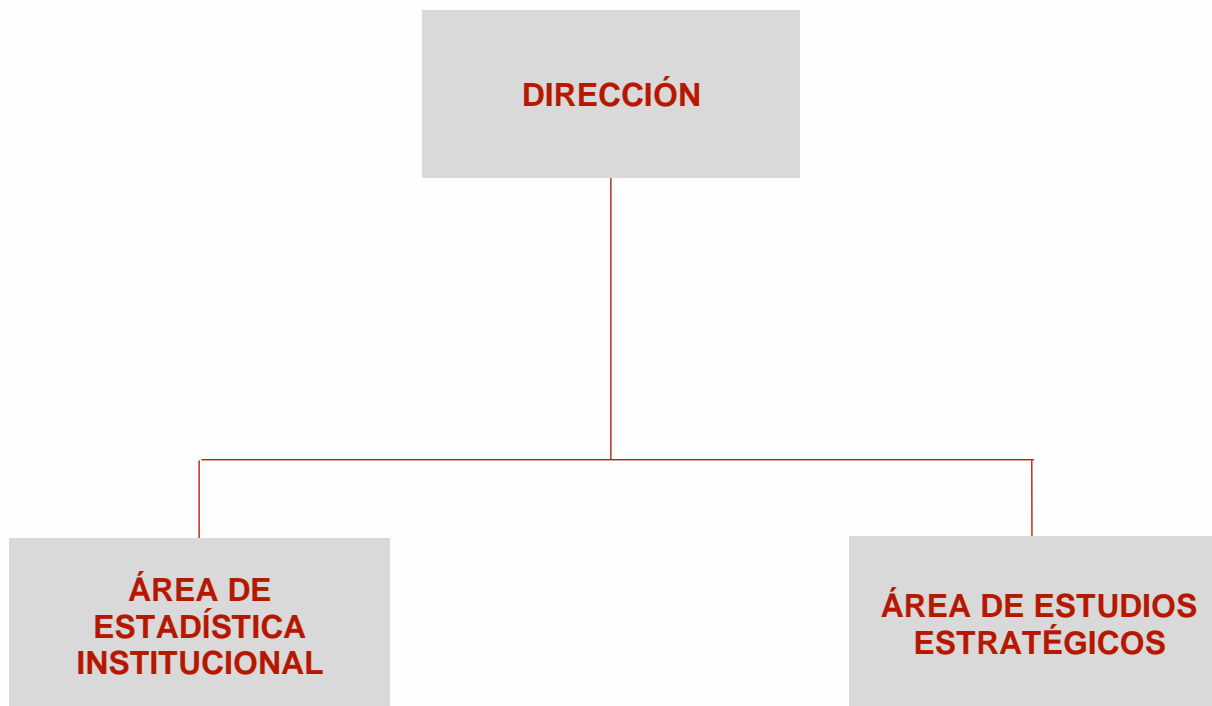 DIRECCIÓN
ÁREA DE
ESTADÍSTICA
INSTITUCIONAL
ÁREA DE ESTUDIOS
ESTRATÉGICOS